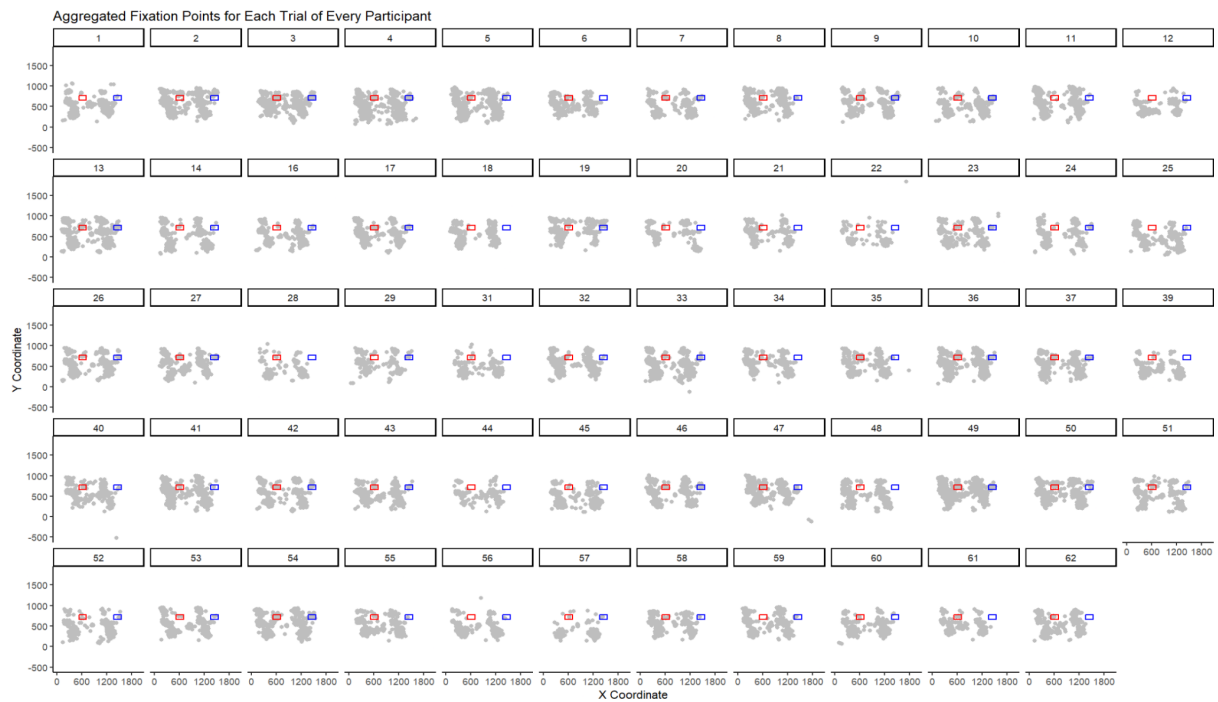 Aggregated Fixation Points for Each Trial of Every Participant
1 2 3 4 5 6 7 8 9 10 11 12
1500
1000
500
0
-500
13 14 16 17 18 19 20 21 22 23 24 25
1500
1000
500
0
-500
26 27 28 29 31 32 33 34 35 36 37 39
1500
1000
500
0
-500
Y Coordinate
40 41 42 43 44 45 46 47 48 49 50 51
1500
1000
500
0
-500
0 600 1200 1800
52 53 54 55 56 57 58 59 60 61 62
1500
1000
500
0
-500
0 600 1200 1800 0 600 1200 1800 0 600 1200 1800 0 600 1200 1800 0 600 1200 1800 0 600 1200 1800 0 600 1200 1800 0 600 1200 1800 0 600 1200 1800 0 600 1200 1800 0 600 1200 1800
X Coordinate